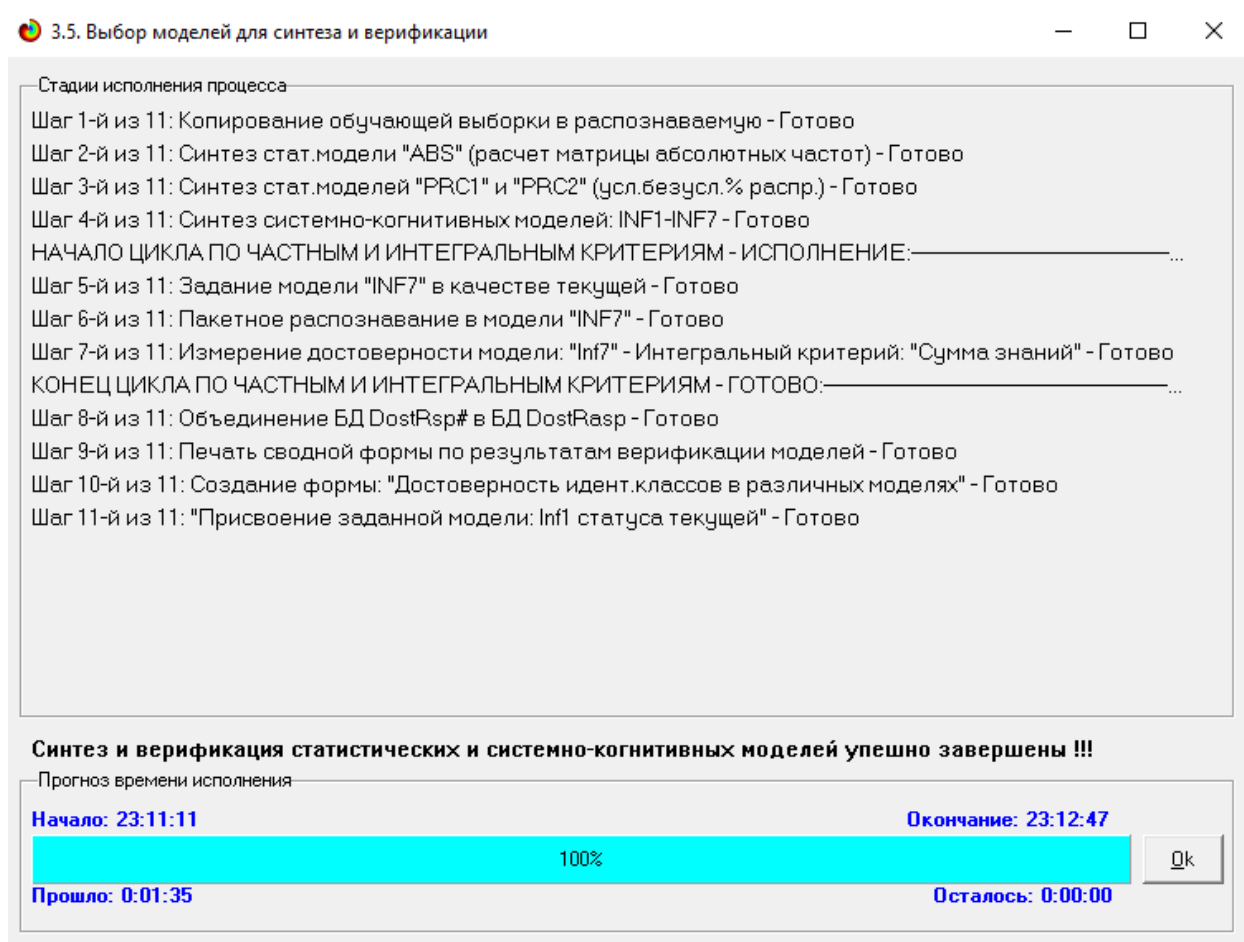 3.5. Выбор моделей для синтеза и верификации
Стадии исполнения процесса
Шаг 1-й из 11: Копирование обучающей выборки в распознаваемую - Готово
Шаг 2-й из 11: Синтез стат.модели "ABS" (расчет матрицы абсолютных частот) - Готово
Шаг 3-й из 11: Синтез стат.моделей "PRC1" и "PRC2" (усл.безусл.% распр.) - Готово
Шаг 4-й из 11: Синтез системно-когнитивных моделей: INF1-INF7 - Готово
НАЧАЛО ЦИКЛА ПО ЧАСТНЫМ И ИНТЕГРАЛЬНЫМ КРИТЕРИЯМ - ИСПОЛНЕНИЕ:——————————...
Шаг 5-й из 11: Задание модели "INF7" в качестве текущей - Готово
Шаг 6-й из 11: Пакетное распознавание в модели "INF7" - Готово
Шаг 7-й из 11: Измерение достоверности модели: "Inf7" - Интегральный критерий: "Сумма знаний" - Готово
КОНЕЦ ЦИКЛА ПО ЧАСТНЫМ И ИНТЕГРАЛЬНЫМ КРИТЕРИЯМ - ГОТОВО:——————————————...
Шаг 8-й из 11: Объединение БД DostRsp# в БД DostRasp - Готово
Шаг 9-й из 11: Печать сводной формы по результатам верификации моделей - Готово
Шаг 10-й из 11: Создание формы: "Достоверность идент.классов в различных моделях" - Готово
Шаг 11-й из 11: "Присвоение заданной модели: Inf1 статуса текущей" - Готово
Синтез и верификация статистических и системно-когнитивных моделей упешно завершены !!!
Прогноз времени исполнения
Начало: 23:11:11 Окончание: 23:12:47
100% Ok
Прошло: 0:01:35 Осталось: 0:00:00